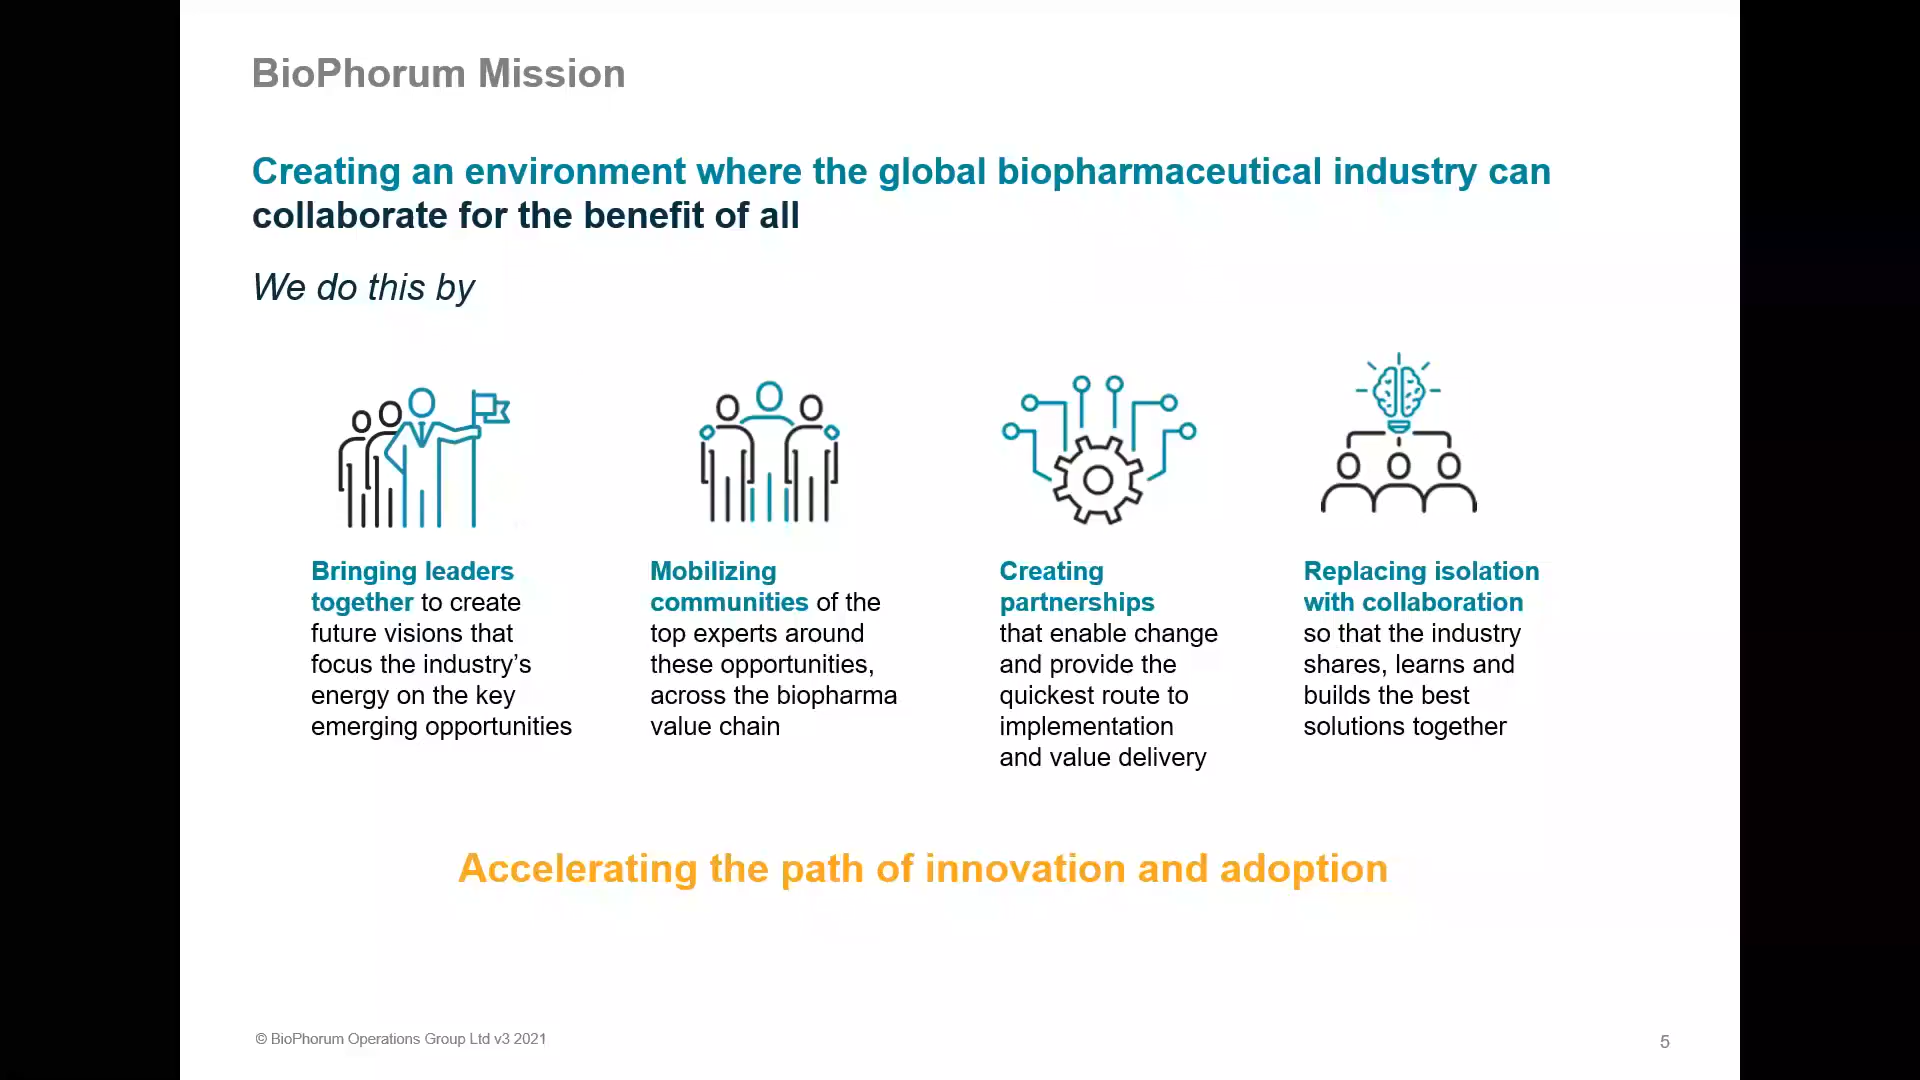 BioPhorum Mission
Creating an environment where the global biopharmaceutical industry can
collaborate for the benefit of all
We do this by
Bringing leaders
together to create
future visions that
focus the industry’s
energy on the key
emerging opportunities
Mobilizing
communities of the
top experts around
these opportunities,
across the biopharma
value chain
Creating
partnerships
that enable change
and provide the
quickest route to
implementation
and value delivery
Replacing isolation
with collaboration
so that the industry
shares, learns and
builds the best
solutions together
Accelerating the path of innovation and adoption
© BioPhorum Operations Group Ltd v3 2021
5